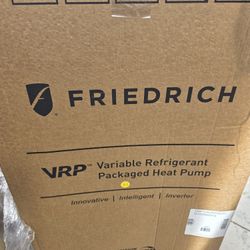 FRIEDRICH
VRP™ Variable Refrigerant
Packaged Heat Pump
Innovative | Intelligent | Inverter